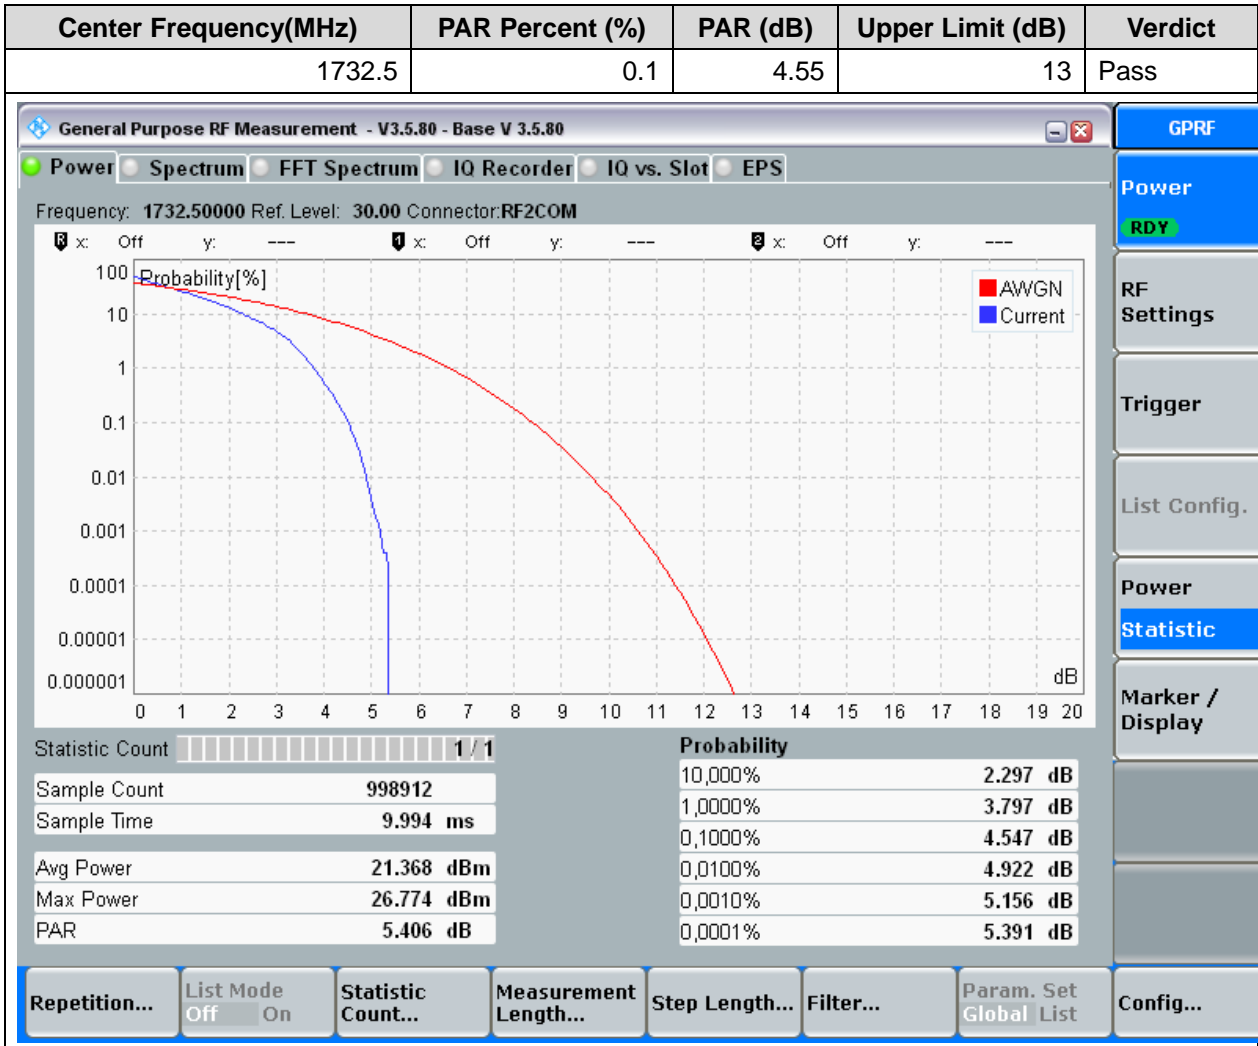 Center Frequency(MHz) PAR Percent (%) PAR (dB) Upper Limit (dB) Verdict
1732.5 0.1 4.55 13 Pass
General Purpose RF Measurement - V3.5.80 - Base V 3.5.80
GPRF
Power Spectrum FFT Spectrum IQ Recorder IQ vs. Slot EPS
Frequency: 1732.50000 Ref. Level: 30.00 Connector:RF2COM
R x: Off y: --- 1 x: Off y: --- 2 x: Off y: ---
Probability[%]
100
10
1
0.1
0.01
0.001
0.0001
0.00001
0.000001
AWGN
Current
dB
0 1 2 3 4 5 6 7 8 9 10 11 12 13 14 15 16 17 18 19 20
Statistic Count 1 / 1
Sample Count 998912
Sample Time 9.994 ms
Avg Power 21.368 dBm
Max Power 26.774 dBm
PAR 5.406 dB
Probability
10,000% 2.297 dB
1,0000% 3.797 dB
0,1000% 4.547 dB
0,0100% 4.922 dB
0,0010% 5.156 dB
0,0001% 5.391 dB
Power
RDY
RF
Settings
Trigger
List Config.
Power
Statistic
Marker /
Display
Repetition...
List Mode
Off On
Statistic
Count...
Measurement
Length...
Step Length...
Filter...
Param. Set
Global List
Config...